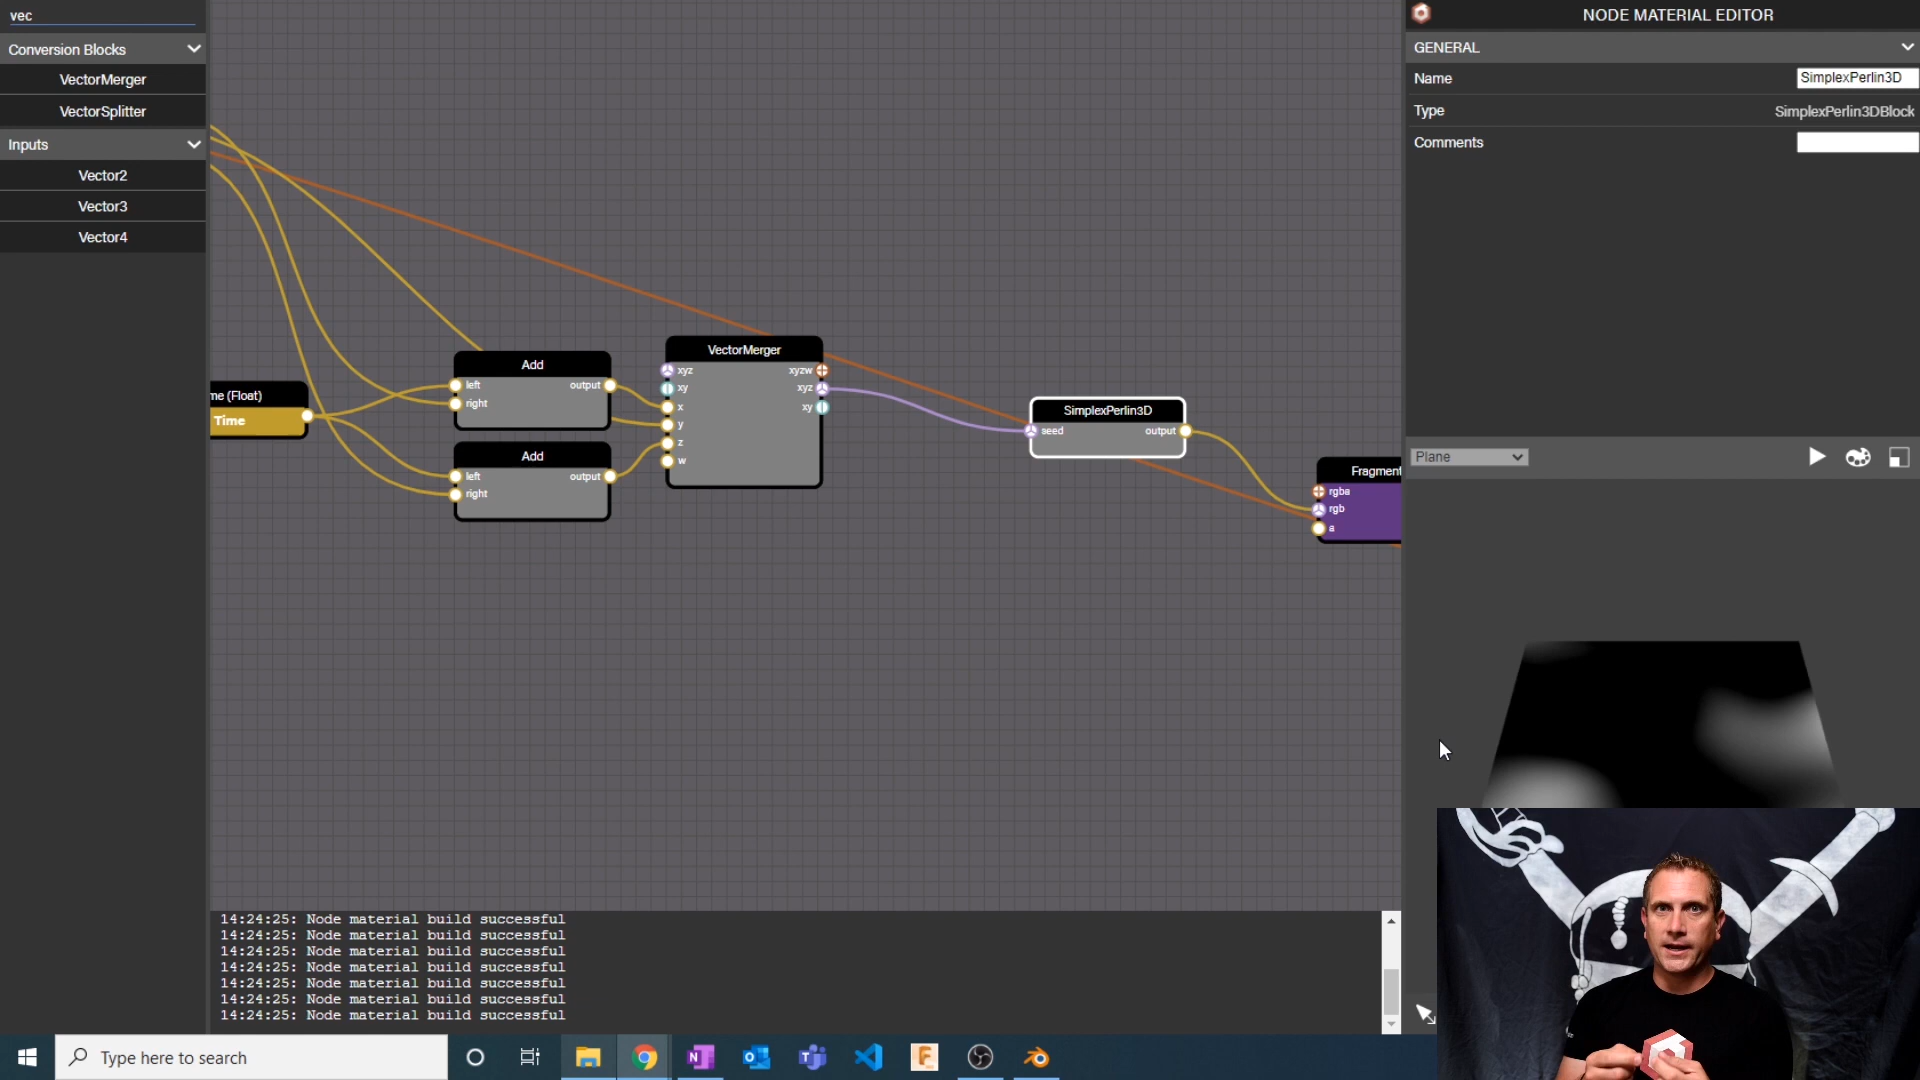 vec
Conversion Blocks
VectorMerger
VectorSplitter
Inputs
Vector2
Vector3
Vector4
me (Float)
Time
Add
left
output
right
Add
left
output
right
VectorMerger
xyz
xyzw
xy
xyz
x
xy
y
z
w
SimplexPerlin3D
seed
output
Fragment
rgba
rgb
a
NODE MATERIAL EDITOR
GENERAL
Name
SimplexPerlin3D
Type
SimplexPerlin3DBlock
Comments
Plane
14:24:25: Node material build successful
14:24:25: Node material build successful
14:24:25: Node material build successful
14:24:25: Node material build successful
14:24:25: Node material build successful
14:24:25: Node material build successful
14:24:25: Node material build successful
Type here to search